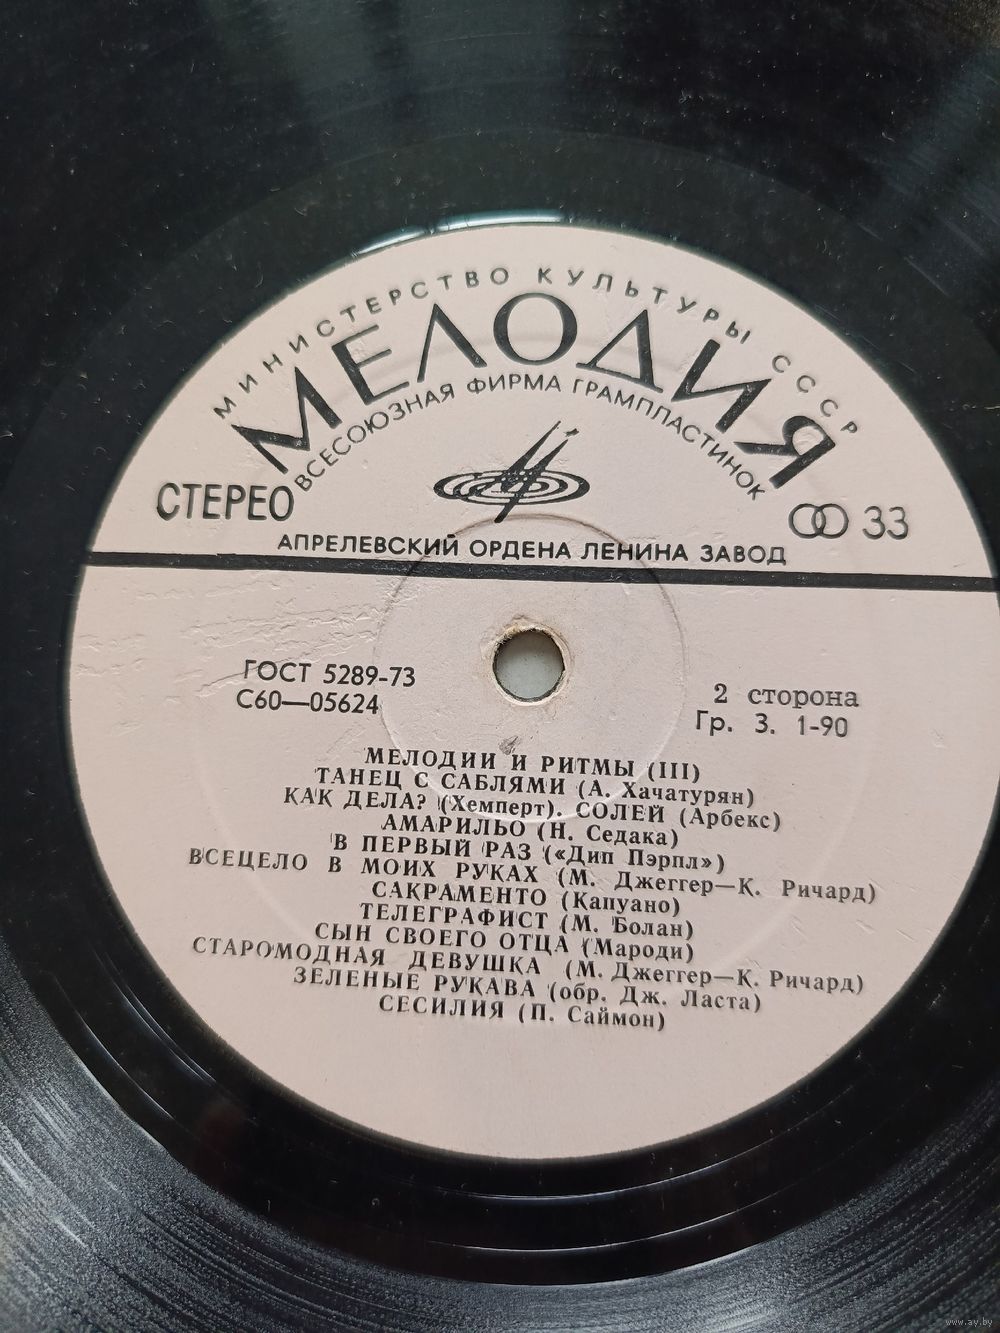 МИНИСТЕРСТВО КУЛЬТУРЫ СССР
МЕЛОДИЯ
ВСЕСОЮЗНАЯ ФИРМА ГРАМПЛАСТИНОК
СТЕРЕО
33
АПРЕЛЕВСКИЙ ОРДЕНА ЛЕНИНА ЗАВОД
ГОСТ 5289-73
С60—05624
2 сторона
Гр. 3. 1-90
МЕЛОДИИ И РИТМЫ (III)
ТАНЕЦ С САБЛЯМИ (А. Хачатурян)
КАК ДЕЛА? (Хемперт). СОЛЕЙ (Арбекс)
АМАРИЛЬО (Н. Седака)
В ПЕРВЫЙ РАЗ («Дип Пэрпл»)
ВСЕЦЕЛО В МОИХ РУКАХ (М. Джеггер—К. Ричард)
САКРАМЕНТО (Капуано)
ТЕЛЕГРАФИСТ (М. Болан)
СЫН СВОЕГО ОТЦА (Мароди)
СТАРОМОДНАЯ ДЕВУШКА (М. Джеггер—К. Ричард)
ЗЕЛЕНЫЕ РУКАВА (обр. Дж. Ласта)
СЕСИЛИЯ (П. Саймон)
www.ay.by